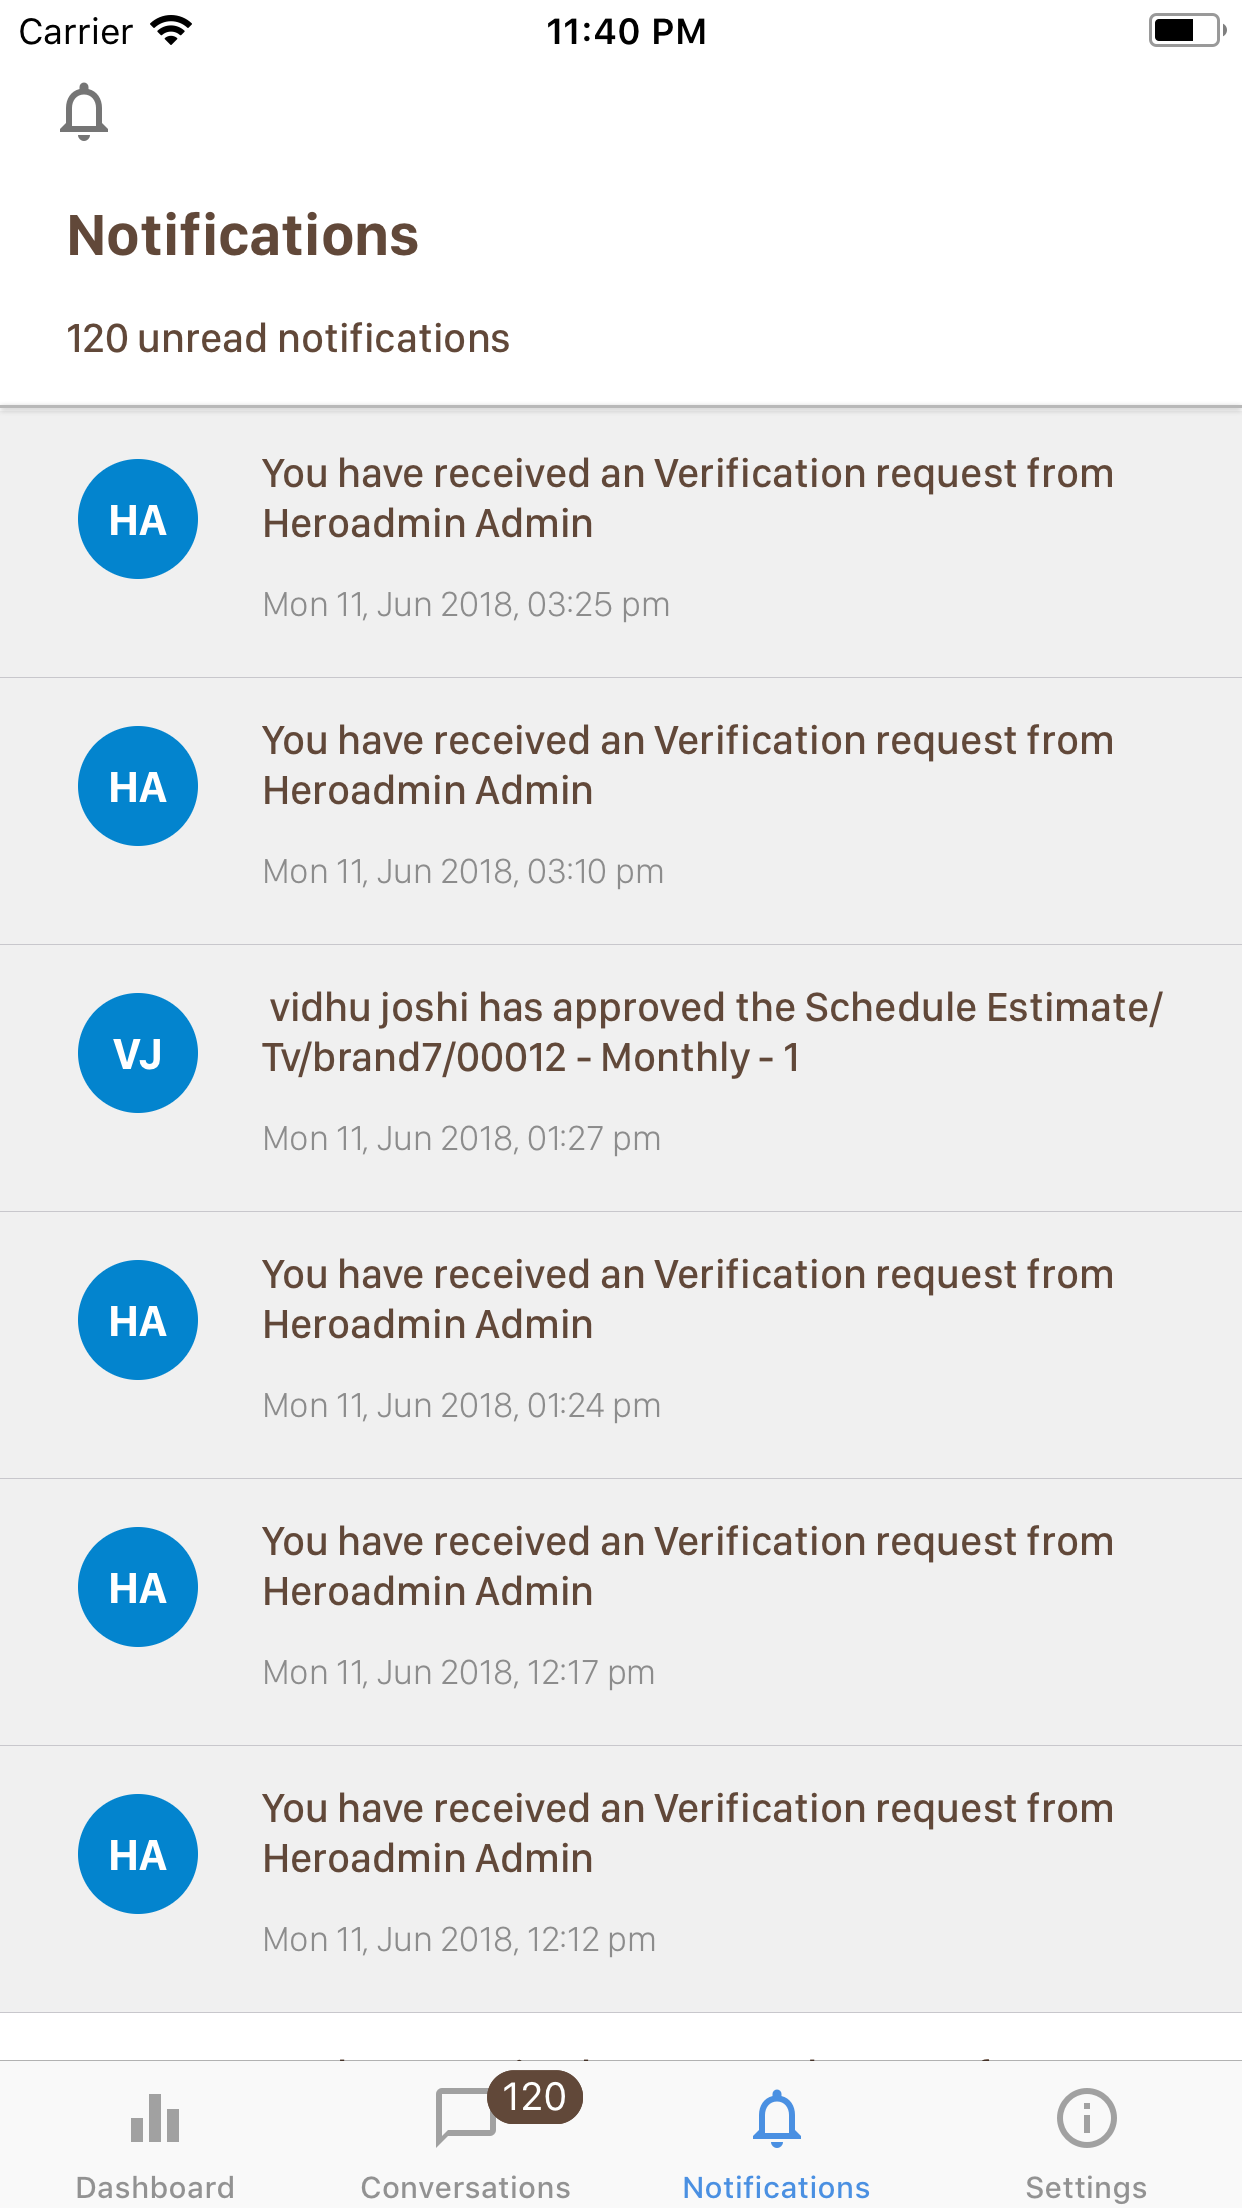 Carrier 11:40 PM
Notifications
120 unread notifications
HA
You have received an Verification request from
Heroadmin Admin
Mon 11, Jun 2018, 03:25 pm
HA
You have received an Verification request from
Heroadmin Admin
Mon 11, Jun 2018, 03:10 pm
VJ
vidhu joshi has approved the Schedule Estimate/
Tv/brand7/00012 - Monthly - 1
Mon 11, Jun 2018, 01:27 pm
HA
You have received an Verification request from
Heroadmin Admin
Mon 11, Jun 2018, 01:24 pm
HA
You have received an Verification request from
Heroadmin Admin
Mon 11, Jun 2018, 12:17 pm
HA
You have received an Verification request from
Heroadmin Admin
Mon 11, Jun 2018, 12:12 pm
120
Dashboard Conversations Notifications Settings